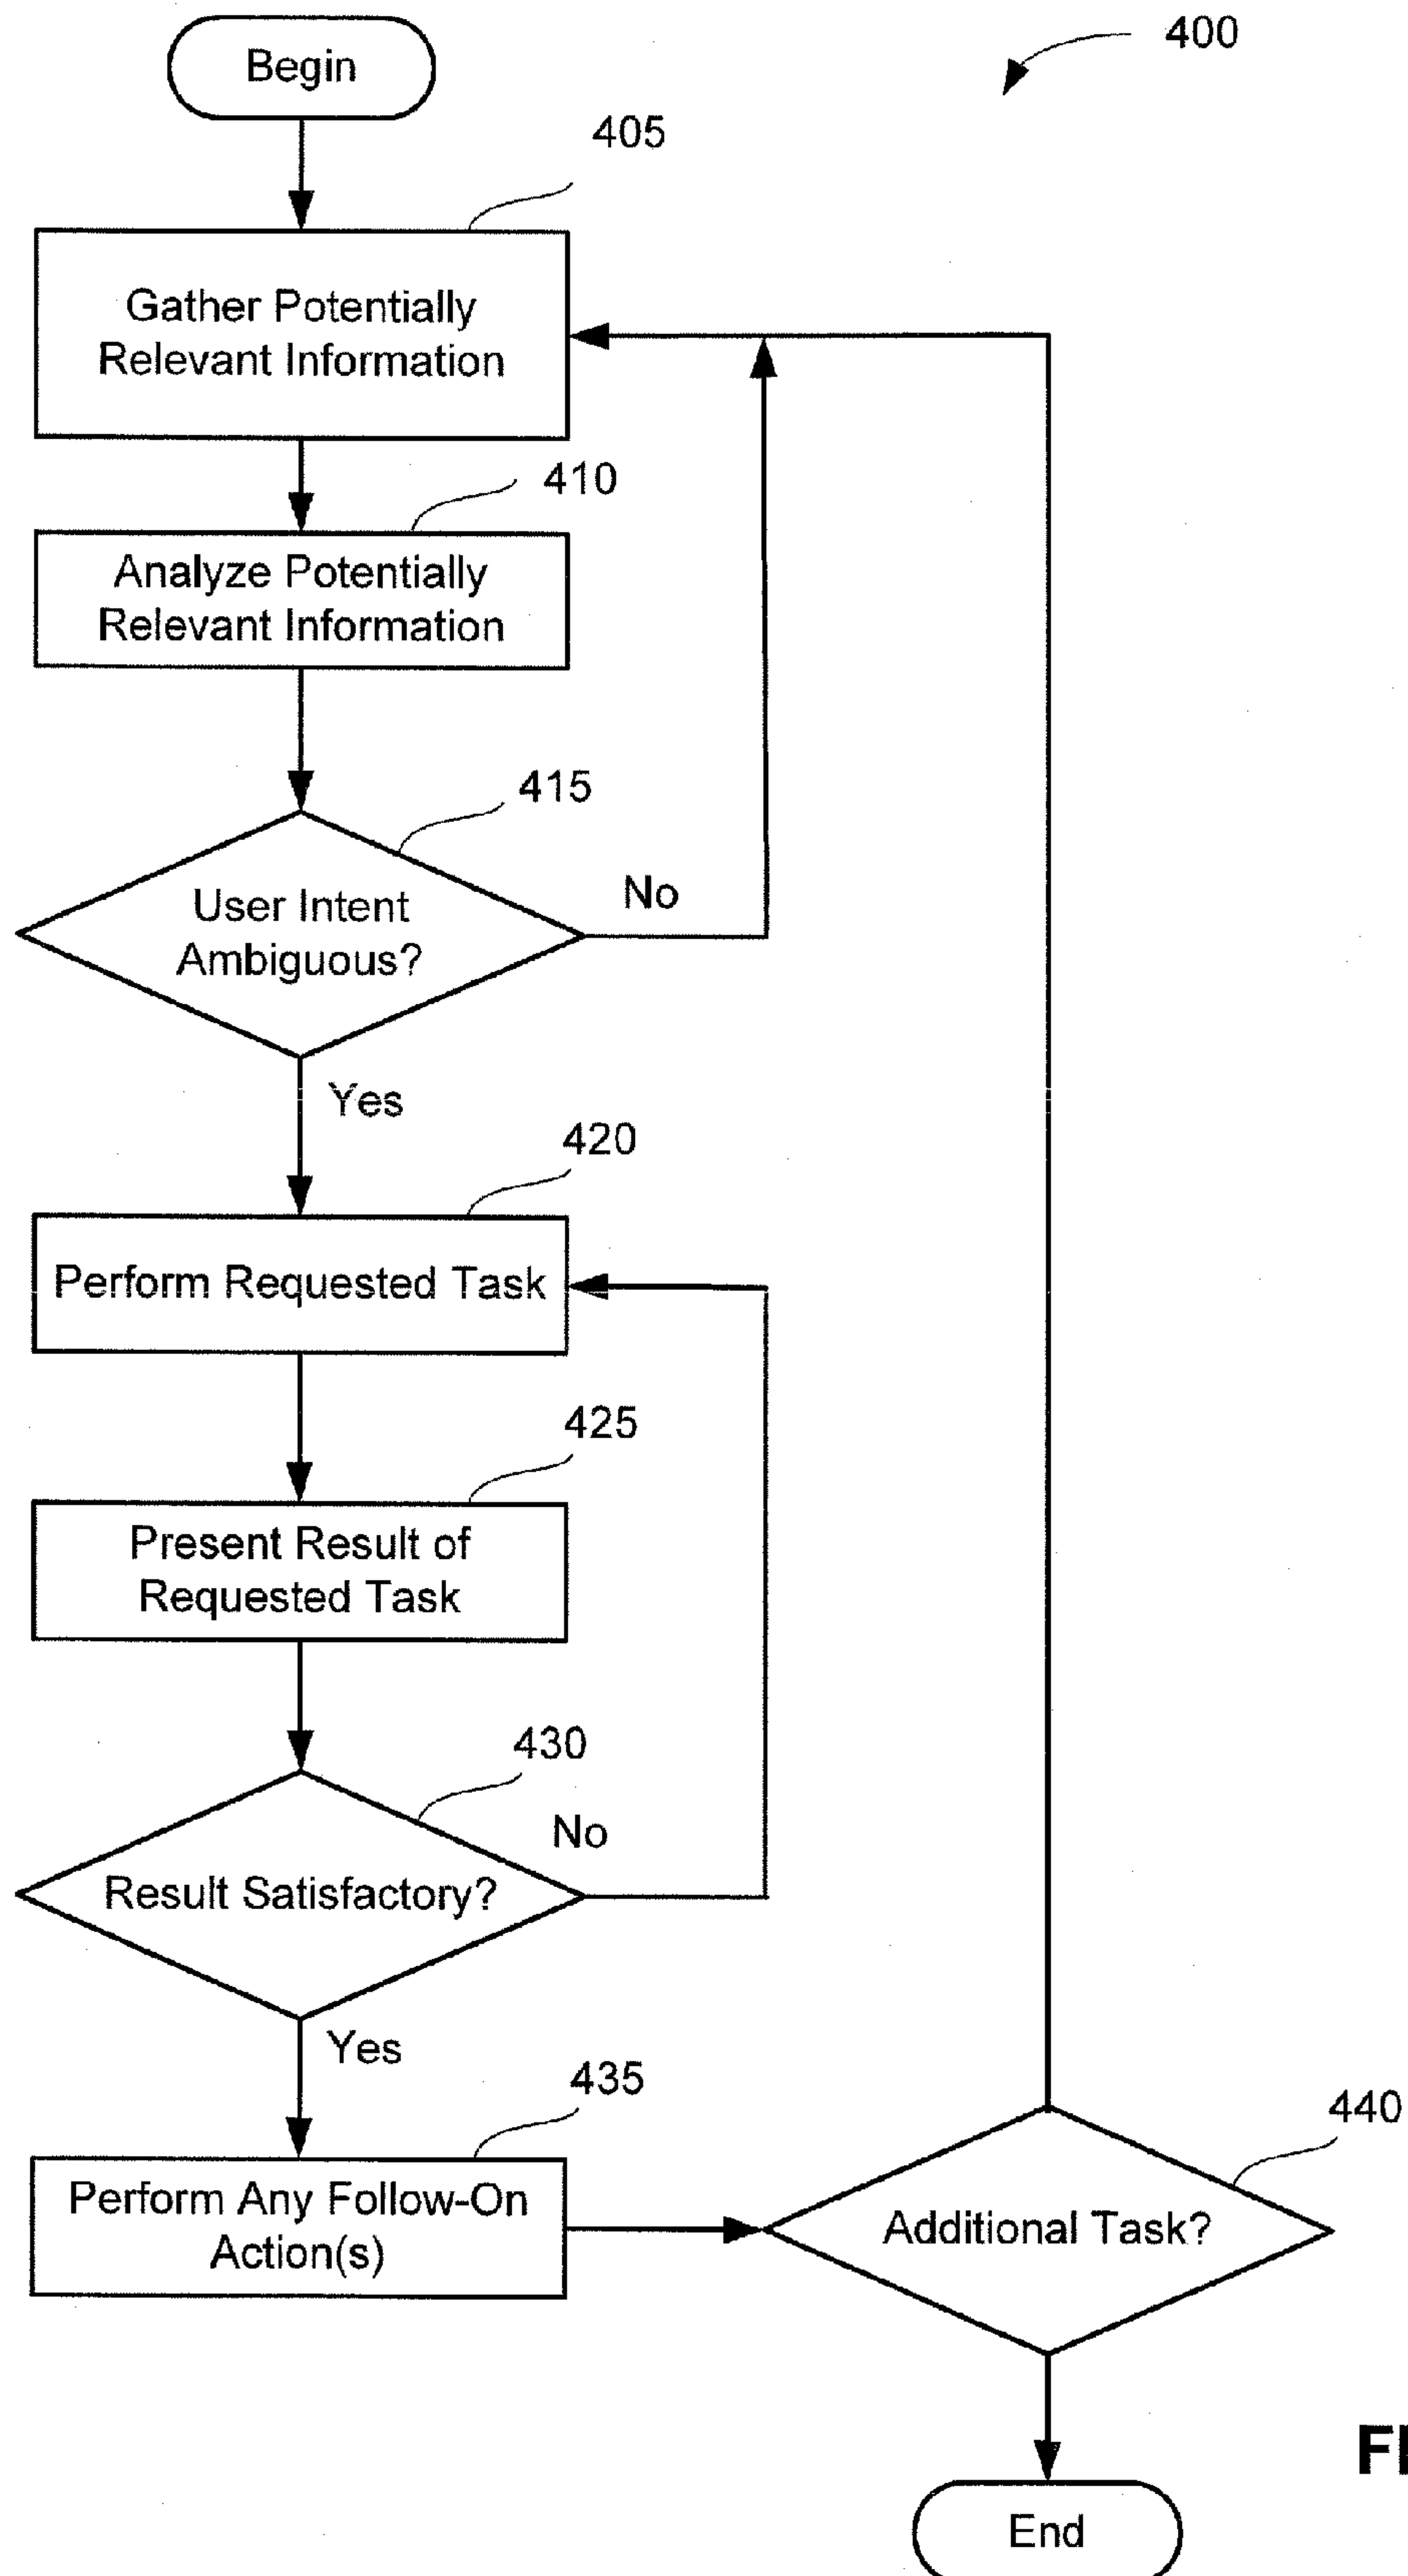 Begin
400
405
Gather Potentially
Relevant Information
410
Analyze Potentially
Relevant Information
415
User Intent
Ambiguous?
No
Yes
420
Perform Requested Task
425
Present Result of
Requested Task
430
No
Result Satisfactory?
Yes
435
Perform Any Follow-On
Action(s)
440
Additional Task?
End